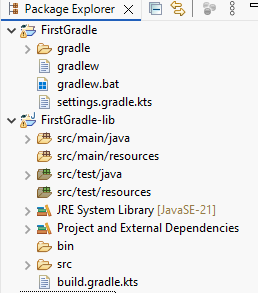 Package Explorer
FirstGradle
gradle
gradlew
gradlew.bat
settings.gradle.kts
FirstGradle-lib
src/main/java
src/main/resources
src/test/java
src/test/resources
JRE System Library [JavaSE-21]
Project and External Dependencies
bin
src
build.gradle.kts